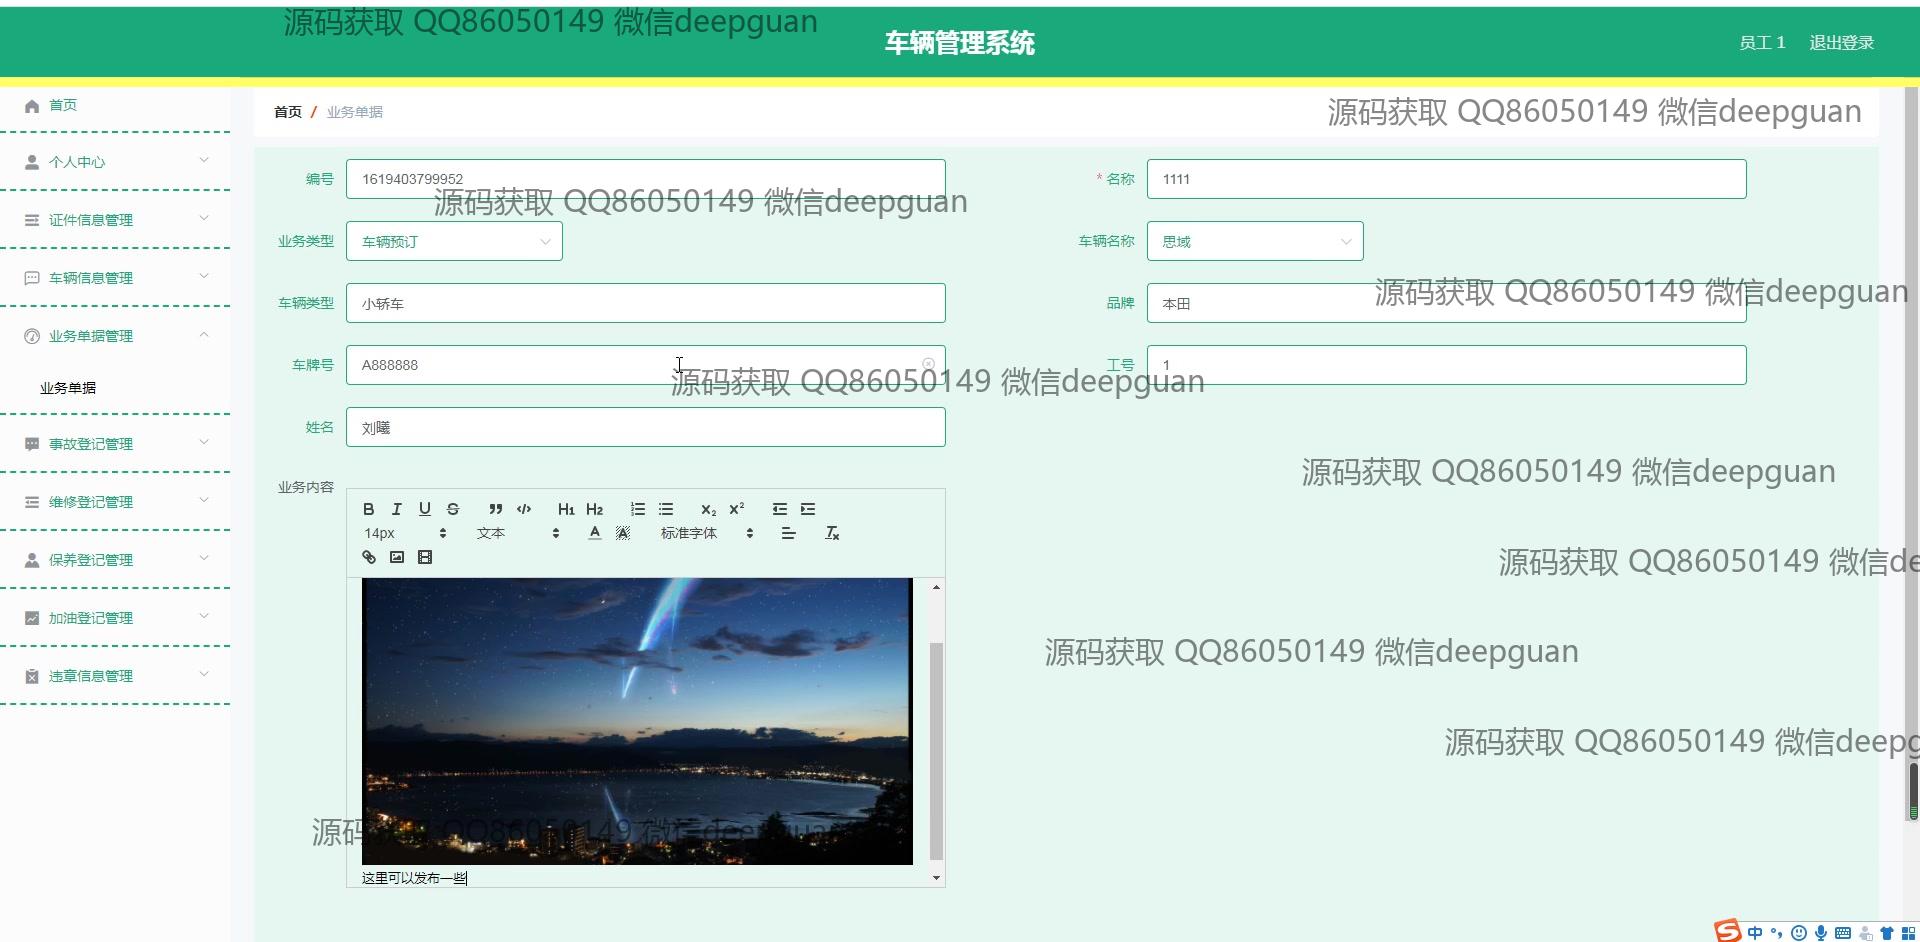 源码获取 QQ86050149 微信deepguan
车辆管理系统
员工 1 退出登录
首页
个人中心
证件信息管理
车辆信息管理
业务单据管理
业务单据
事故登记管理
维修登记管理
保养登记管理
加油登记管理
违章信息管理
首页 / 业务单据
源码获取 QQ86050149 微信deepguan
编号 1619403799952
* 名称 1111
源码获取 QQ86050149 微信deepguan
业务类型 车辆预订
车辆名称 思域
车辆类型 小轿车
品牌 本田
源码获取 QQ86050149 微信deepguan
车牌号 A888888
工号 1
源码获取 QQ86050149 微信deepguan
姓名 刘曦
源码获取 QQ86050149 微信deepguan
业务内容
B I U S H1 H2 X2 X2
14px 文本 A A 标准字体 Tx
源码获取 QQ86050149 微信de
源码获取 QQ86050149 微信deepguan
源码获取 QQ86050149 微信deepg
源码获取 QQ86050149 微信deepguan
这里可以发布一些
中